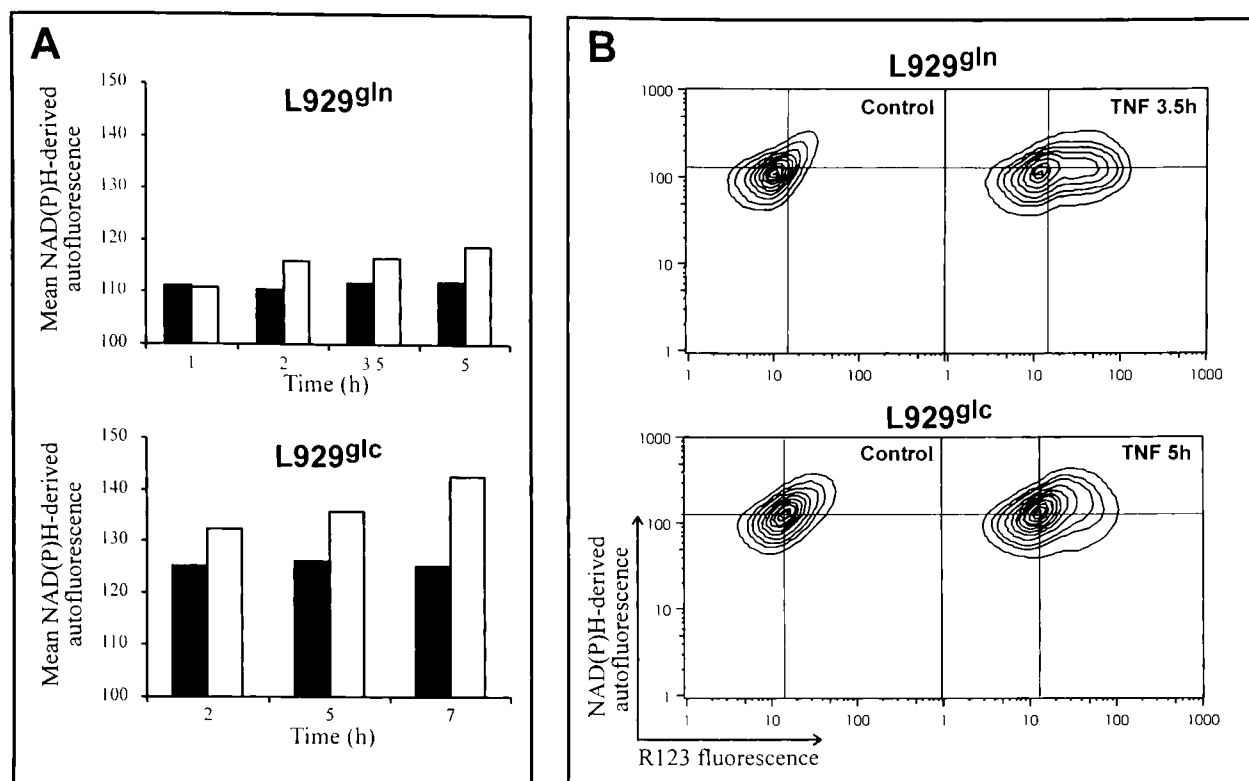 A
L929gln
150
140
130
120
110
100
Mean NAD(P)H-derived
autofluorescence
1
2
3 5
5
Time (h)
L929glc
150
140
130
120
110
100
Mean NAD(P)H-derived
autofluorescence
2
5
7
Time (h)
B
L929gln
Control
TNF 3.5h
1000
100
10
1
1
10
100
1
10
100
1000
L929glc
Control
TNF 5h
1000
100
10
1
1
10
100
1
10
100
1000
NAD(P)H-derived
autofluorescence
R123 fluorescence